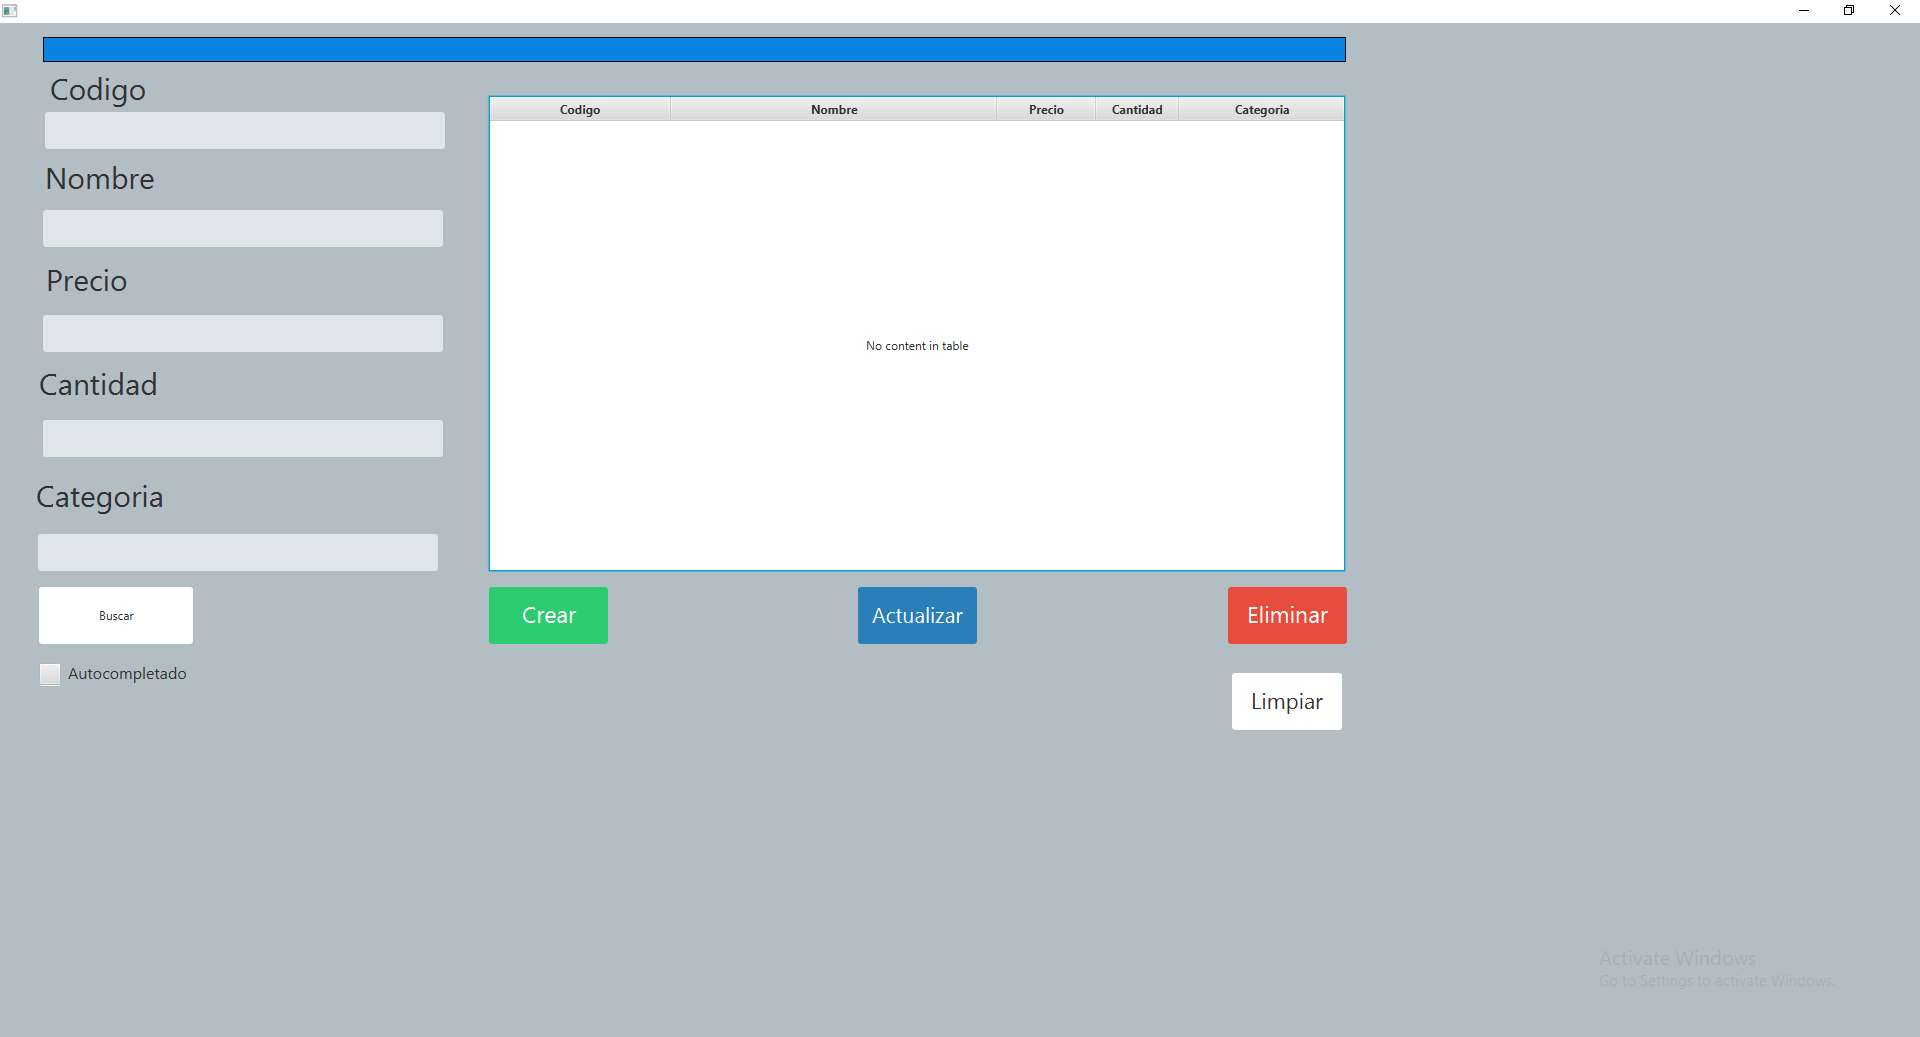 Codigo
Nombre
Precio
Cantidad
Categoria
Buscar
Autocompletado
Codigo Nombre Precio Cantidad Categoria
No content in table
Crear Actualizar Eliminar
Limpiar
Activate Windows
Go to Settings to activate Windows.